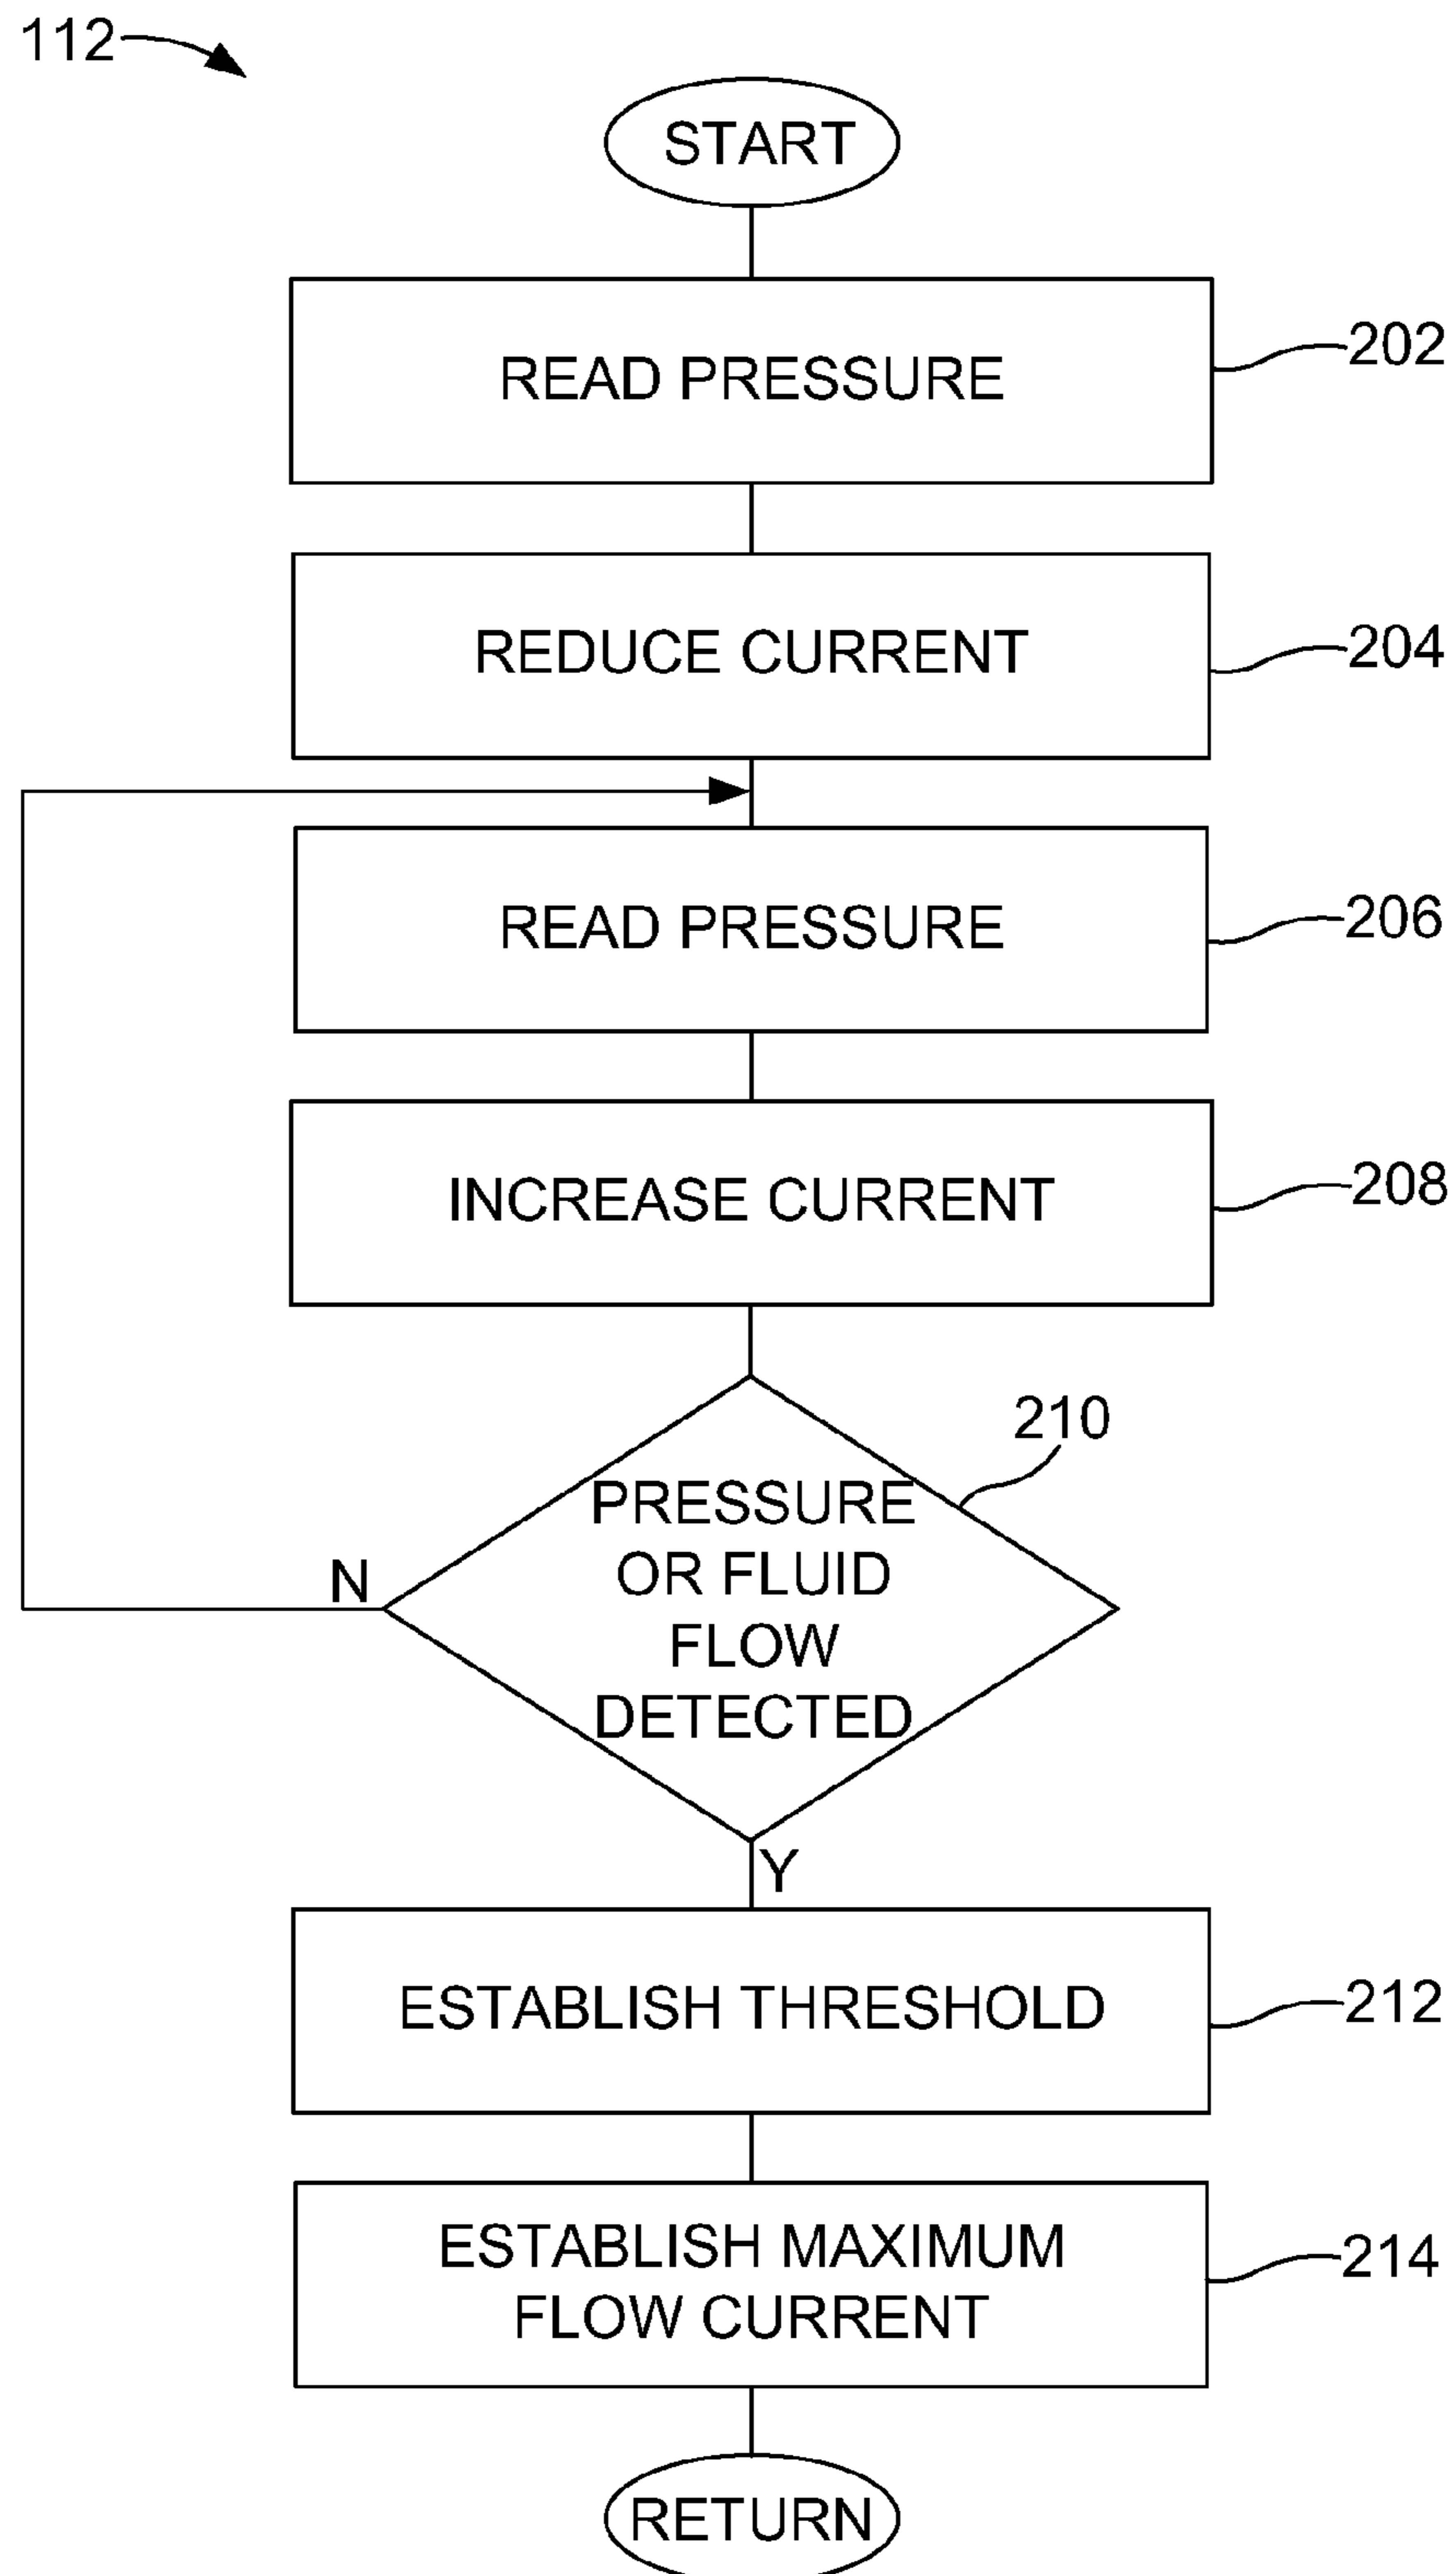 112
START
READ PRESSURE
202
REDUCE CURRENT
204
READ PRESSURE
206
INCREASE CURRENT
208
210
PRESSURE
OR FLUID
FLOW
DETECTED
N
Y
ESTABLISH THRESHOLD
212
ESTABLISH MAXIMUM
FLOW CURRENT
214
RETURN